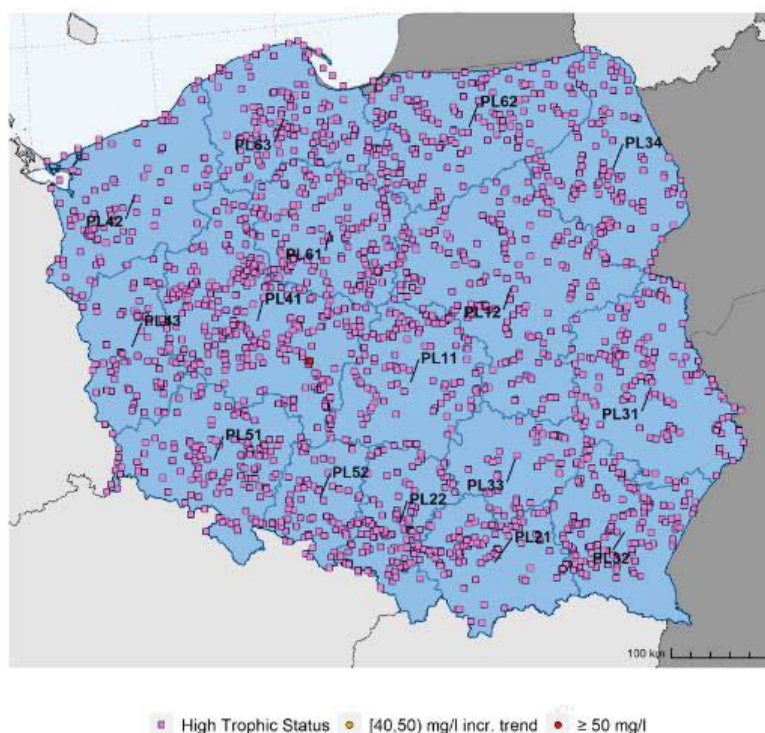 PL62
PL63
PL34
PL42
PL61
PL41
PL12
PL43
PL11
PL31
PL51
PL52
PL33
PL22
PL21
PL32
100 km
High Trophic Status [40,50) mg/l incr. trend ≥ 50 mg/l